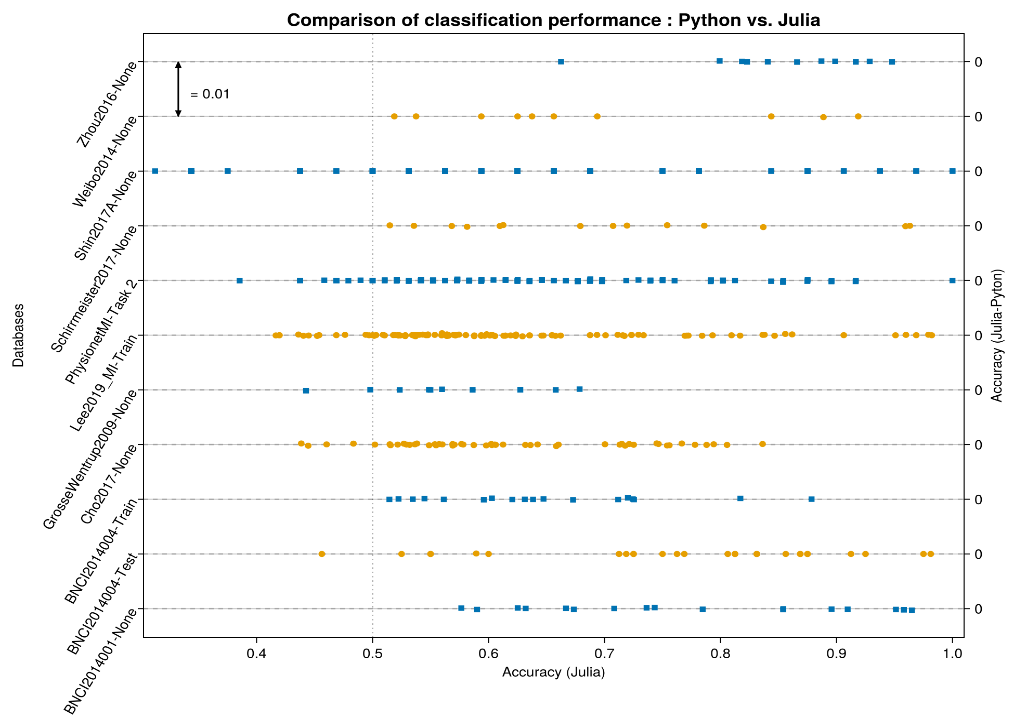 Comparison of classification performance : Python vs. Julia
Zhou2016-None
Weibo2014-None
Shin2017A-None
Schirrmeister2017-None
PhysionetMI-Task 2
Lee2019_MI-Train
GrosseWentrup2009-None
Cho2017-None
BNCI2014004-Train
BNCI2014004-Test
BNCI2014001-None
Databases
= 0.01
0
0
0
0
0
0
0
0
0
0
0
Accuracy (Julia-Pyton)
0.4 0.5 0.6 0.7 0.8 0.9 1.0
Accuracy (Julia)